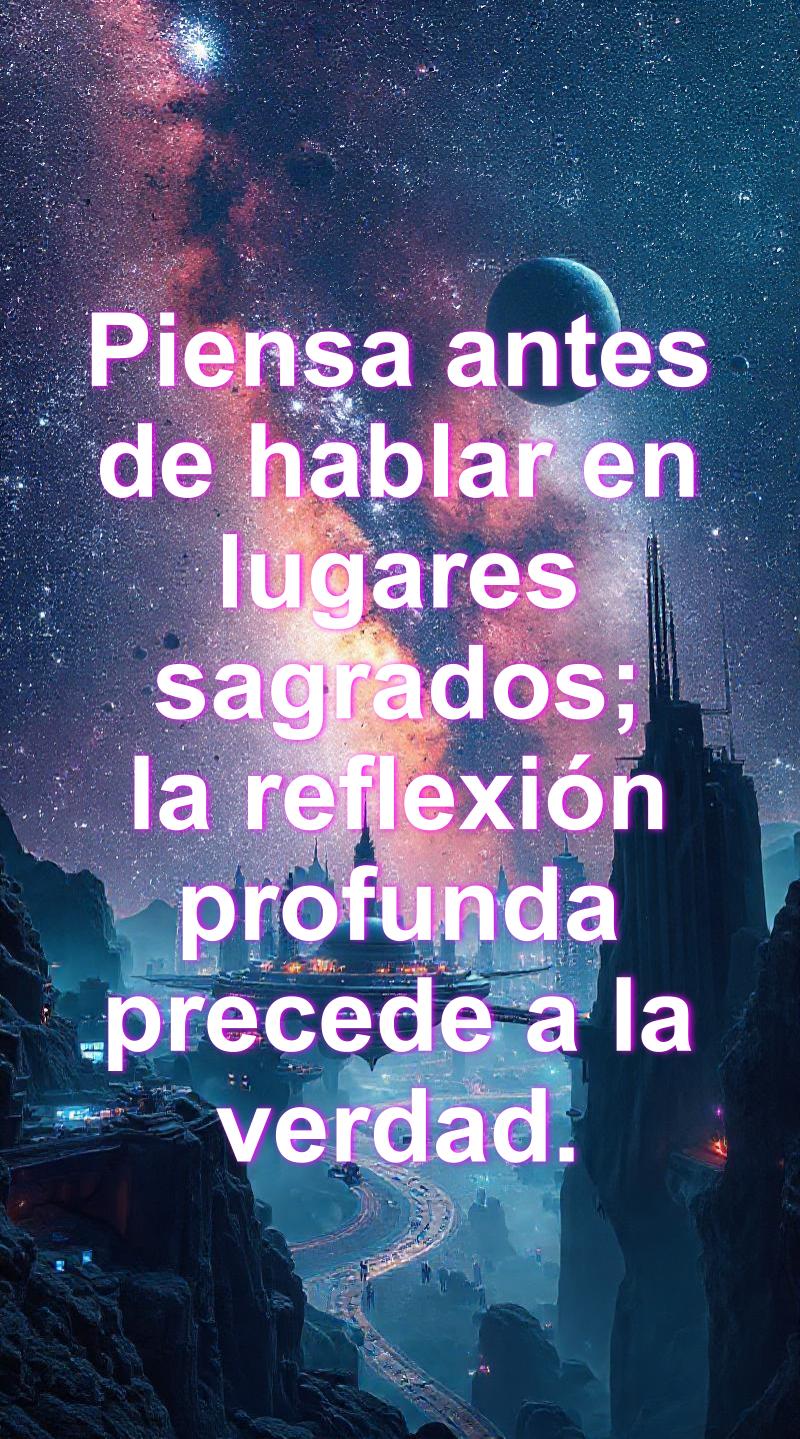 Piensa antes
de hablar en
lugares
sagrados;
la reflexión
profunda
precede a la
verdad.